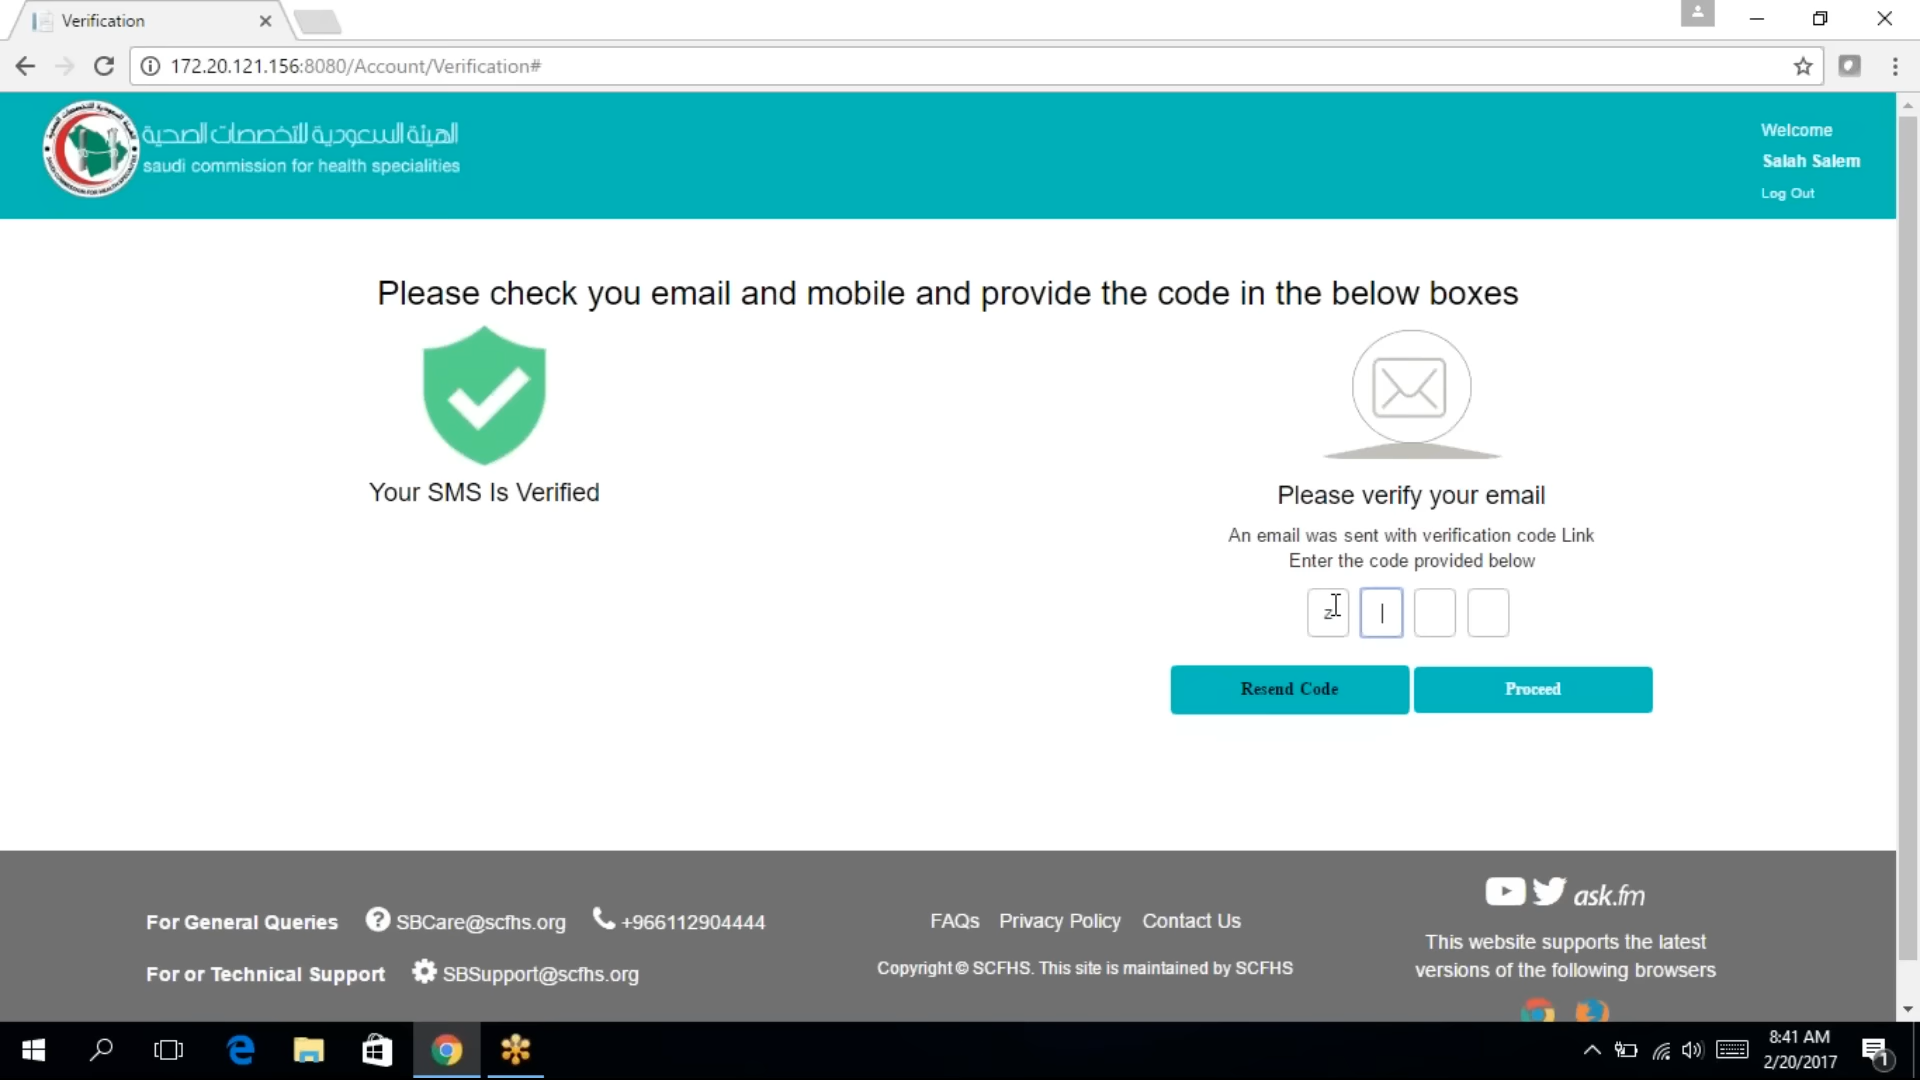 Verification
172.20.121.156:8080/Account/Verification#
الهيئة السعودية للتخصصات الصحية
saudi commission for health specialities
Welcome
Salah Salem
Log Out
Please check you email and mobile and provide the code in the below boxes
Your SMS Is Verified
Please verify your email
An email was sent with verification code Link
Enter the code provided below
z
Resend Code
Proceed
For General Queries
SBCare@scfhs.org
+966112904444
For or Technical Support
SBSupport@scfhs.org
FAQs Privacy Policy Contact Us
Copyright © SCFHS. This site is maintained by SCFHS
ask.fm
This website supports the latest
versions of the following browsers
8:41 AM
2/20/2017
1